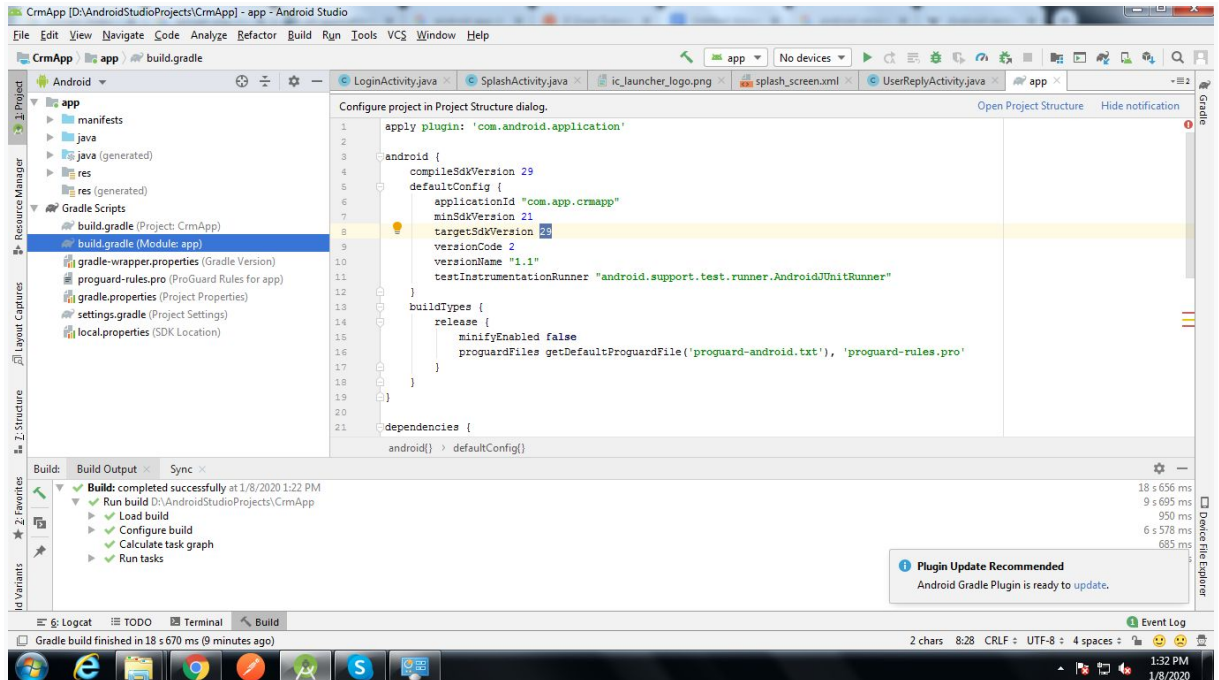 CrmApp [D:\AndroidStudioProjects\CrmApp] - app - Android Studio
File Edit View Navigate Code Analyze Refactor Build Run Tools VCS Window Help
CrmApp app build.gradle
app No devices
Android
LoginActivity.java SplashActivity.java ic_launcher_logo.png splash_screen.xml UserReplyActivity.java app 2
1: Project
Resource Manager
Layout Captures
7: Structure
2: Favorites
ld Variants
app
manifests
java
java (generated)
res
res (generated)
Gradle Scripts
build.gradle (Project: CrmApp)
build.gradle (Module: app)
gradle-wrapper.properties (Gradle Version)
proguard-rules.pro (ProGuard Rules for app)
gradle.properties (Project Properties)
settings.gradle (Project Settings)
local.properties (SDK Location)
Configure project in Project Structure dialog. Open Project Structure Hide notification
1 apply plugin: 'com.android.application'
2
3 android {
4 compileSdkVersion 29
5 defaultConfig {
6 applicationId "com.app.crmapp"
7 minSdkVersion 21
8 targetSdkVersion 29
9 versionCode 2
10 versionName "1.1"
11 testInstrumentationRunner "android.support.test.runner.AndroidJUnitRunner"
12 }
13 buildTypes {
14 release {
15 minifyEnabled false
16 proguardFiles getDefaultProguardFile('proguard-android.txt'), 'proguard-rules.pro'
17 }
18 }
19 }
20
21 dependencies {
android{} › defaultConfig{}
Gradle
Device File Explorer
Build: Build Output Sync
Build: completed successfully at 1/8/2020 1:22 PM 18 s 656 ms
Run build D:\AndroidStudioProjects\CrmApp 9 s 695 ms
Load build 950 ms
Configure build 6 s 578 ms
Calculate task graph 685 ms
Run tasks
Plugin Update Recommended
Android Gradle Plugin is ready to update.
6: Logcat TODO Terminal Build 1 Event Log
Gradle build finished in 18 s 670 ms (9 minutes ago) 2 chars 8:28 CRLF UTF-8 4 spaces
1:32 PM
1/8/2020